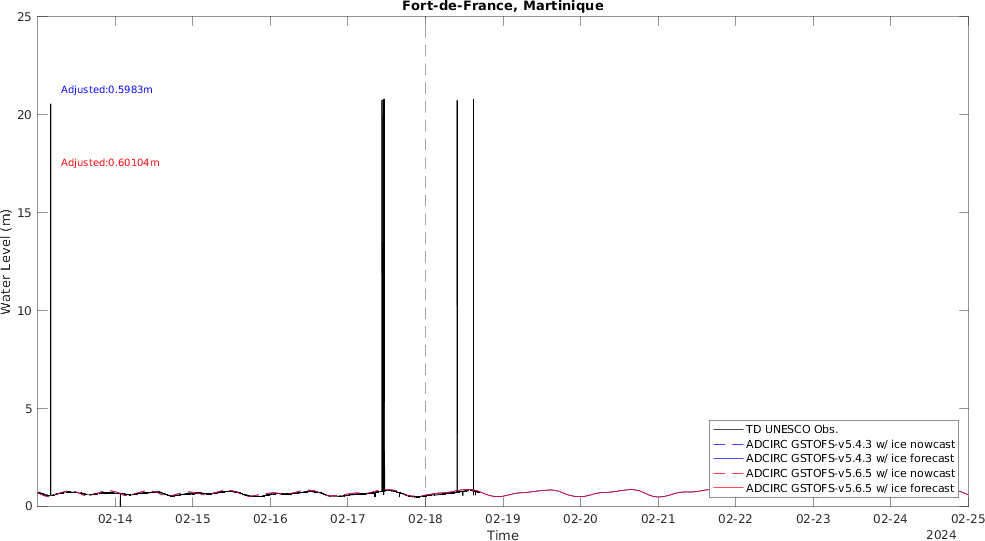 Fort-de-France, Martinique
25
20
15
10
5
0
Water Level (m)
Adjusted:0.5983m
Adjusted:0.60104m
TD UNESCO Obs.
ADCIRC GSTOFS-v5.4.3 w/ ice nowcast
ADCIRC GSTOFS-v5.4.3 w/ ice forecast
ADCIRC GSTOFS-v5.6.5 w/ ice nowcast
ADCIRC GSTOFS-v5.6.5 w/ ice forecast
02-14 02-15 02-16 02-17 02-18 02-19 02-20 02-21 02-22 02-23 02-24 02-25
Time
2024